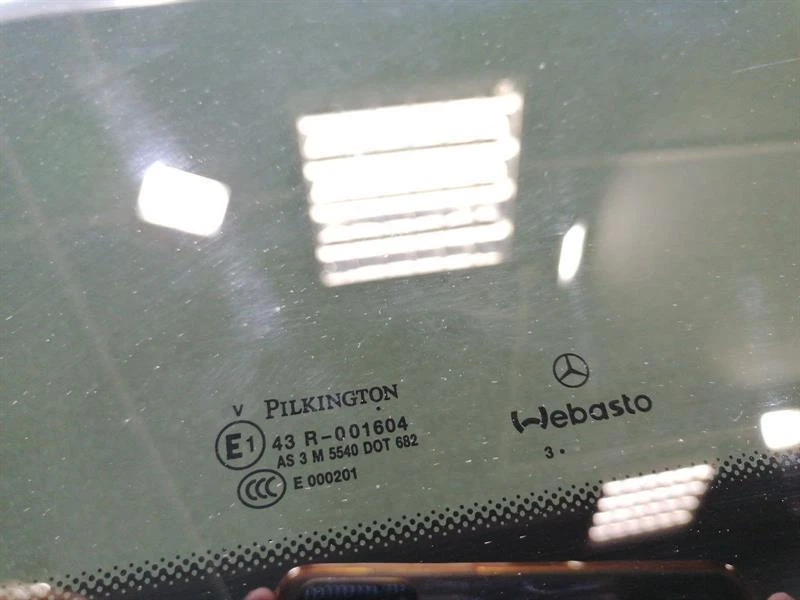 V PILKINGTON
E1 43 R-001604
AS 3 M 5540 DOT 682
CCC E 000201
Webasto
3 .